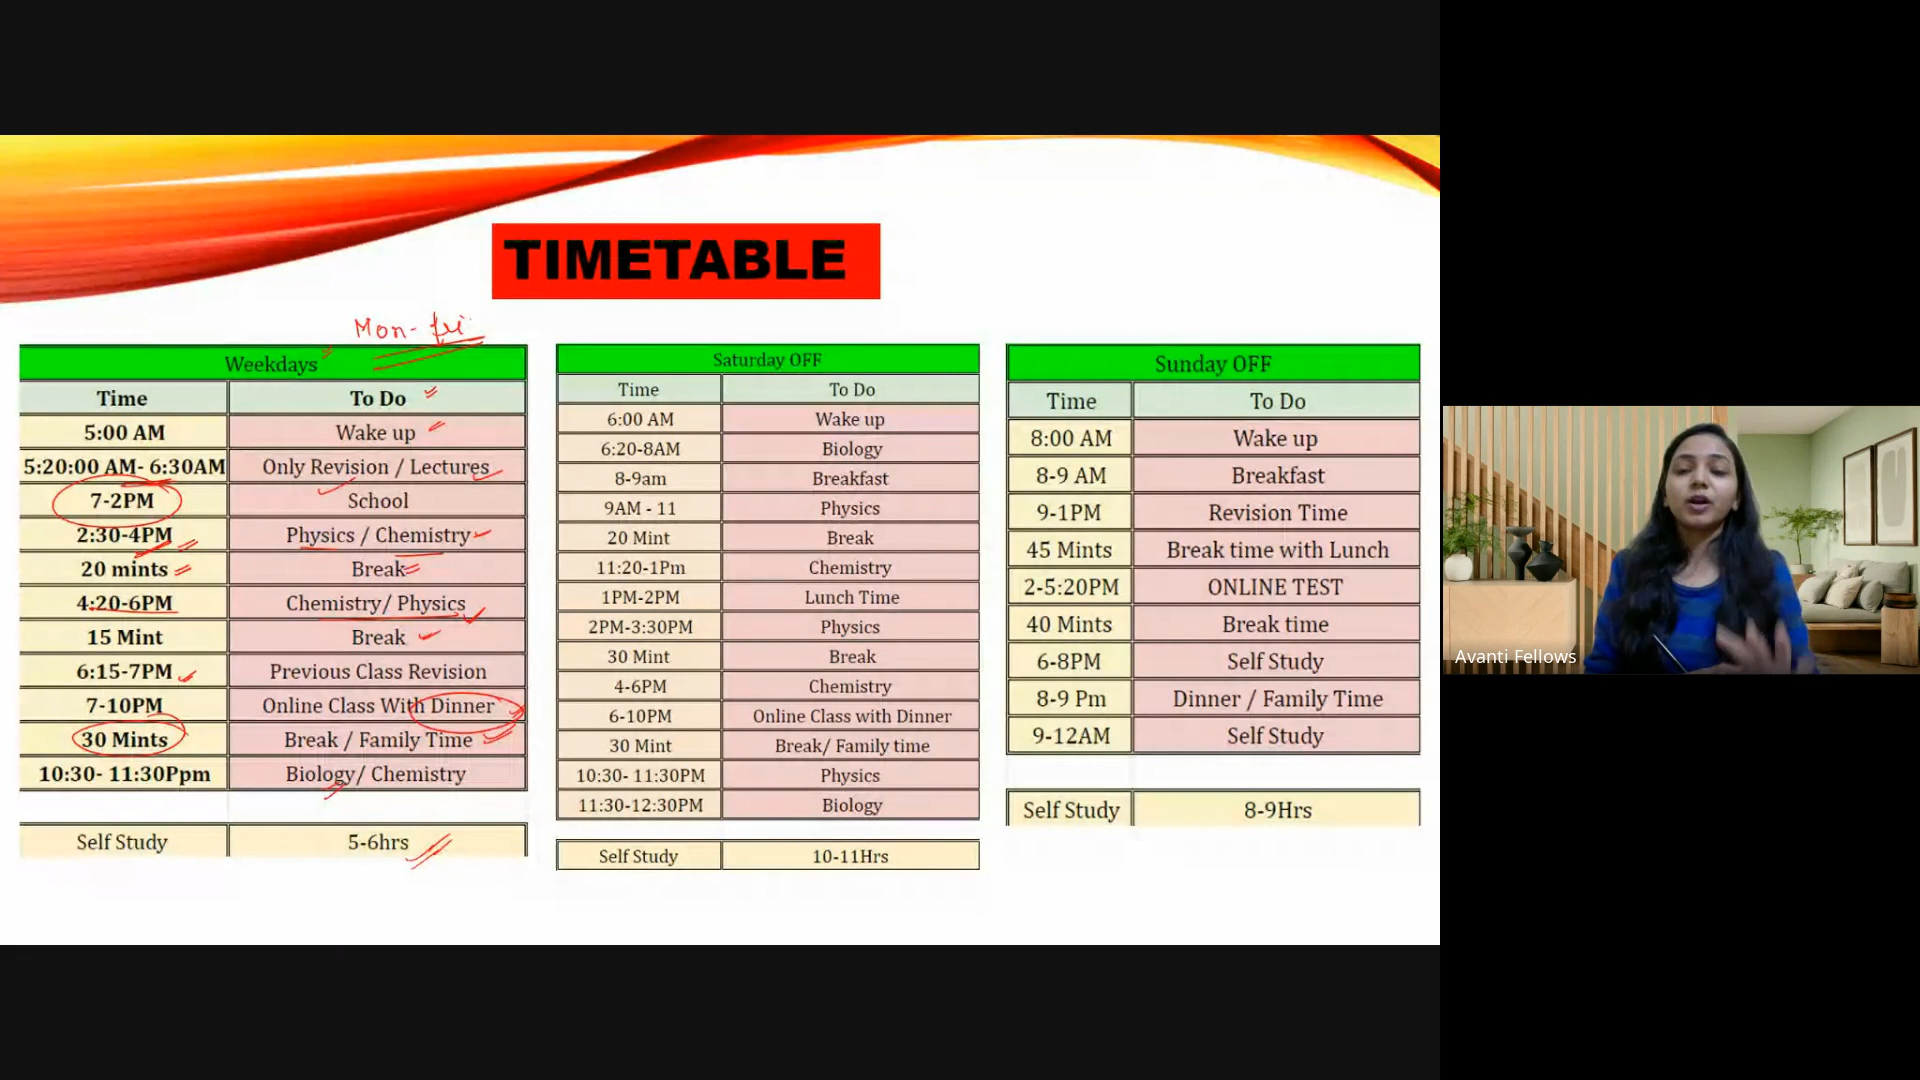 TIMETABLE
Mon- fri
Weekdays
Time To Do
5:00 AM Wake up
5:20:00 AM- 6:30AM Only Revision / Lectures
7-2PM School
2:30-4PM Physics / Chemistry
20 mints Break
4:20-6PM Chemistry/ Physics
15 Mint Break
6:15-7PM Previous Class Revision
7-10PM Online Class With Dinner
30 Mints Break / Family Time
10:30- 11:30Ppm Biology/ Chemistry
Self Study 5-6hrs
Saturday OFF
Time To Do
6:00 AM Wake up
6:20-8AM Biology
8-9am Breakfast
9AM - 11 Physics
20 Mint Break
11:20-1Pm Chemistry
1PM-2PM Lunch Time
2PM-3:30PM Physics
30 Mint Break
4-6PM Chemistry
6-10PM Online Class with Dinner
30 Mint Break/ Family time
10:30- 11:30PM Physics
11:30-12:30PM Biology
Self Study 10-11Hrs
Sunday OFF
Time To Do
8:00 AM Wake up
8-9 AM Breakfast
9-1PM Revision Time
45 Mints Break time with Lunch
2-5:20PM ONLINE TEST
40 Mints Break time
6-8PM Self Study
8-9 Pm Dinner / Family Time
9-12AM Self Study
Self Study 8-9Hrs
Avanti Fellows